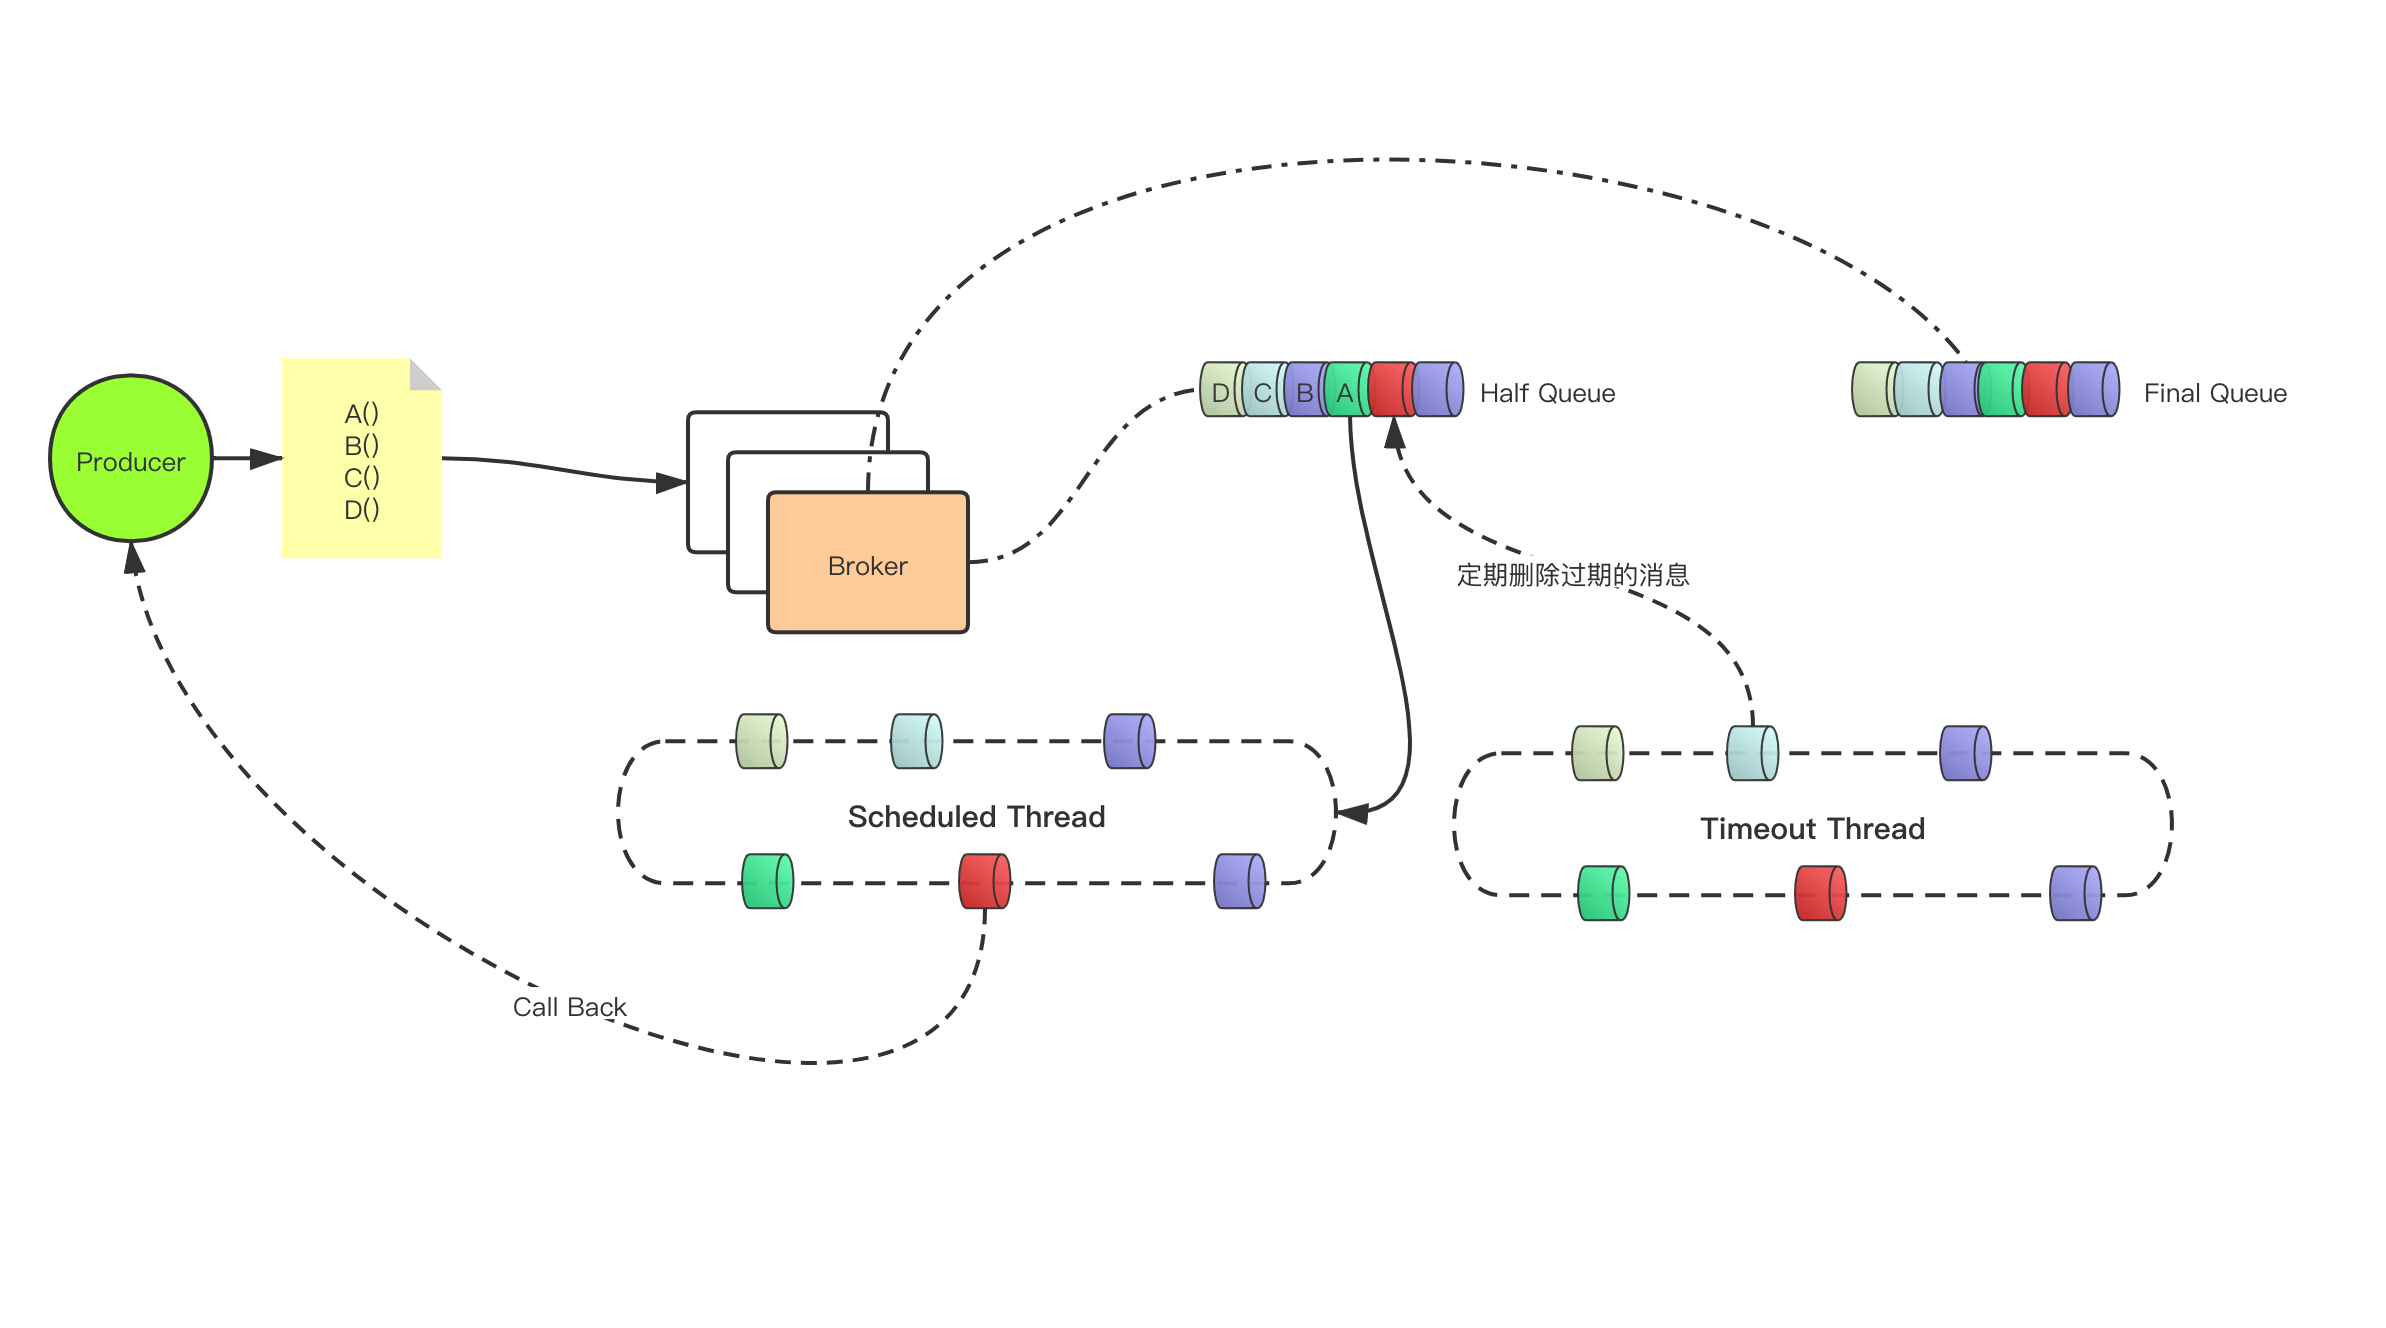 Producer
A()
B()
C()
D()
Broker
D C B A
Half Queue
Final Queue
定期删除过期的消息
Scheduled Thread
Timeout Thread
Call Back